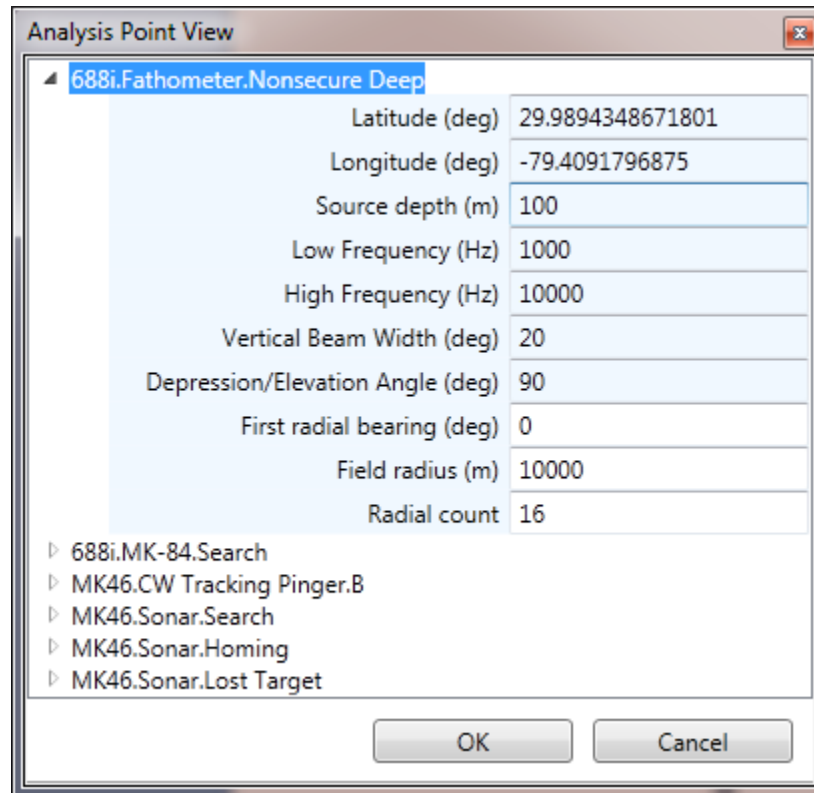 Analysis Point View
688i.Fathometer.Nonsecure Deep
Latitude (deg) 29.9894348671801
Longitude (deg) -79.4091796875
Source depth (m) 100
Low Frequency (Hz) 1000
High Frequency (Hz) 10000
Vertical Beam Width (deg) 20
Depression/Elevation Angle (deg) 90
First radial bearing (deg) 0
Field radius (m) 10000
Radial count 16
688i.MK-84.Search
MK46.CW Tracking Pinger.B
MK46.Sonar.Search
MK46.Sonar.Homing
MK46.Sonar.Lost Target
OK Cancel